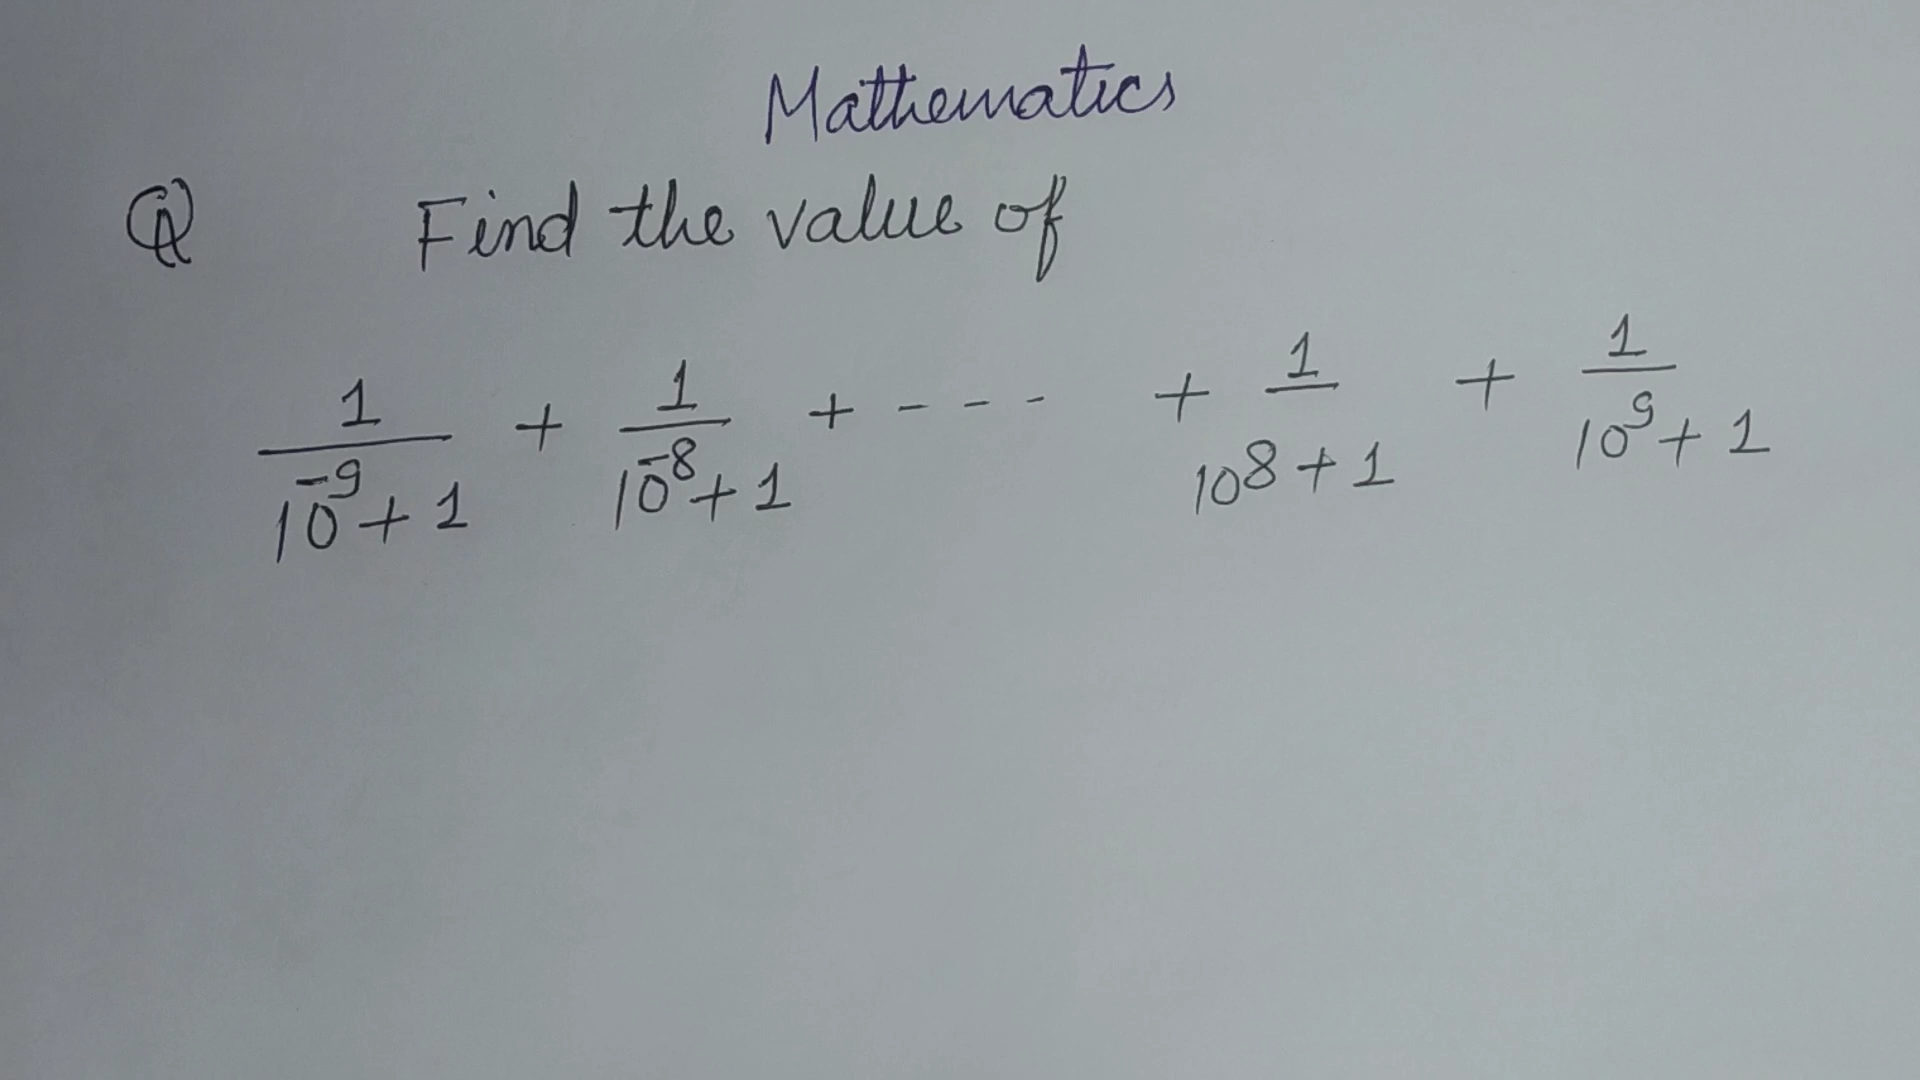 Mathematics
Q Find the value of
1/(10^-9 + 1) + 1/(10^-8 + 1) + - - - + 1/(10^8 + 1) + 1/(10^9 + 1)